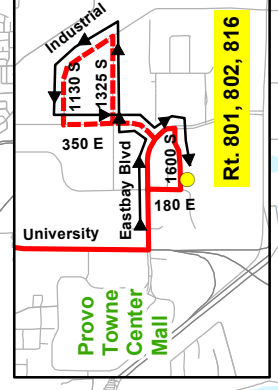 Industrial
1130 S
1325 S
350 E
Eastbay Blvd
1600 S
180 E
University
Provo
Towne
Center
Mall
Rt. 801, 802, 816